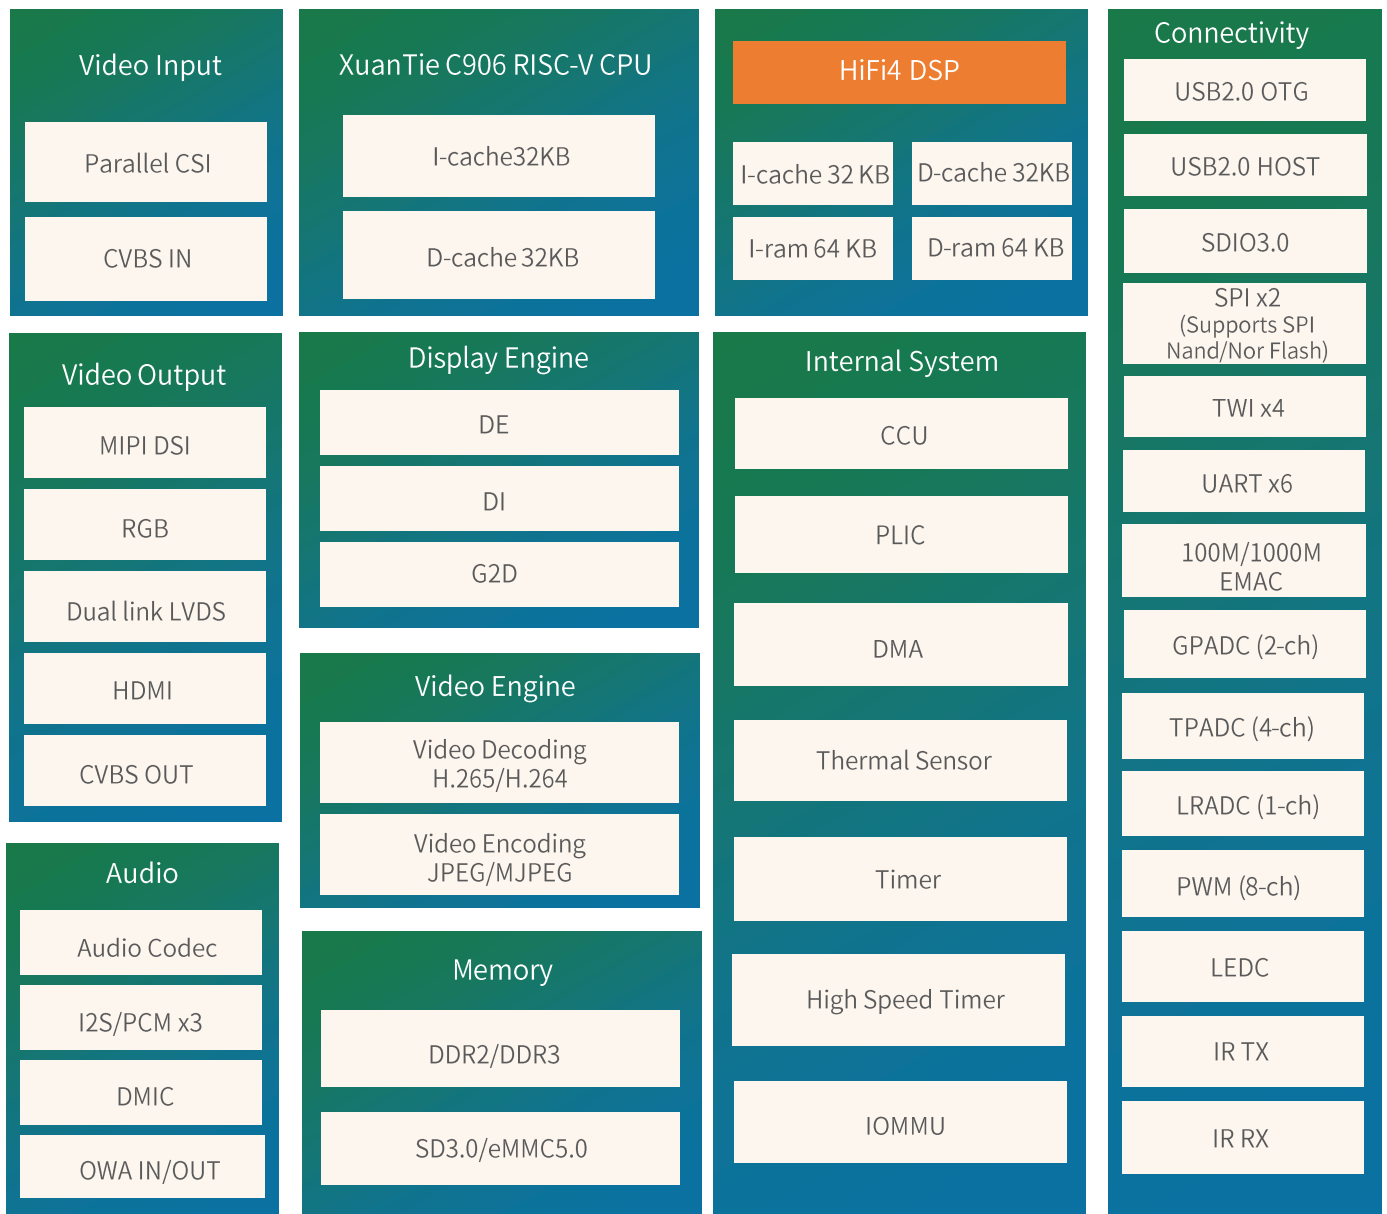 Video Input
Parallel CSI
CVBS IN
XuanTie C906 RISC-V CPU
I-cache32KB
D-cache 32KB
HiFi4 DSP
I-cache 32 KB
D-cache 32KB
I-ram 64 KB
D-ram 64 KB
Connectivity
USB2.0 OTG
USB2.0 HOST
SDIO3.0
SPI x2
(Supports SPI
Nand/Nor Flash)
TWI x4
UART x6
100M/1000M
EMAC
GPADC (2-ch)
TPADC (4-ch)
LRADC (1-ch)
PWM (8-ch)
LEDC
IR TX
IR RX
Video Output
MIPI DSI
RGB
Dual link LVDS
HDMI
CVBS OUT
Display Engine
DE
DI
G2D
Internal System
CCU
PLIC
DMA
Thermal Sensor
Timer
High Speed Timer
IOMMU
Video Engine
Video Decoding
H.265/H.264
Video Encoding
JPEG/MJPEG
Audio
Audio Codec
I2S/PCM x3
DMIC
OWA IN/OUT
Memory
DDR2/DDR3
SD3.0/eMMC5.0